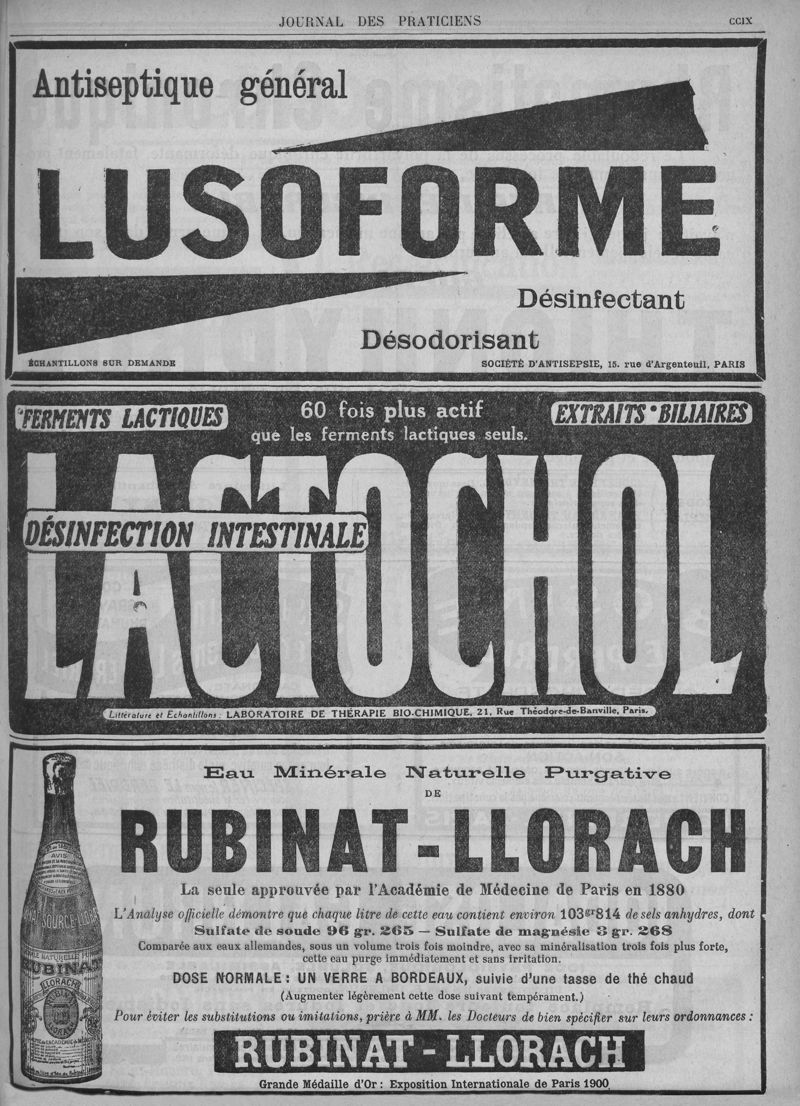 JOURNAL DES PRATICIENS
CCIX
Antiseptique général
LUSOFORME
Désinfectant
Désodorisant
ÉCHANTILLONS SUR DEMANDE
SOCIÉTÉ D'ANTISEPSIE, 15. rue d'Argenteuil, PARIS
FERMENTS LACTIQUES
60 fois plus actif
que les ferments lactiques seuls.
EXTRAITS BILIAIRES
LACTOCHOL
DÉSINFECTION INTESTINALE
Littérature et Échantillons: LABORATOIRE DE THÉRAPIE BIO-CHIMIQUE, 21, Rue Théodore-de-Banville, Paris.
Eau Minérale Naturelle Purgative
DE
RUBINAT-LLORACH
La seule approuvée par l'Académie de Médecine de Paris en 1880
L'Analyse officielle démontre que chaque litre de cette eau contient environ 103gr814 de sels anhydres, dont
Sulfate de soude 96 gr. 265 — Sulfate de magnésie 3 gr. 268
Comparée aux eaux allemandes, sous un volume trois fois moindre, avec sa minéralisation trois fois plus forte,
cette eau purge immédiatement et sans irritation.
DOSE NORMALE: UN VERRE A BORDEAUX, suivie d'une tasse de thé chaud
(Augmenter légèrement cette dose suivant tempérament.)
Pour éviter les substitutions ou imitations, prière à MM. les Docteurs de bien spécifier sur leurs ordonnances :
RUBINAT-LLORACH
Grande Médaille d'Or: Exposition Internationale de Paris 1900
AVIS
SOURCE LLORACH
RUBINAT
LLORACH